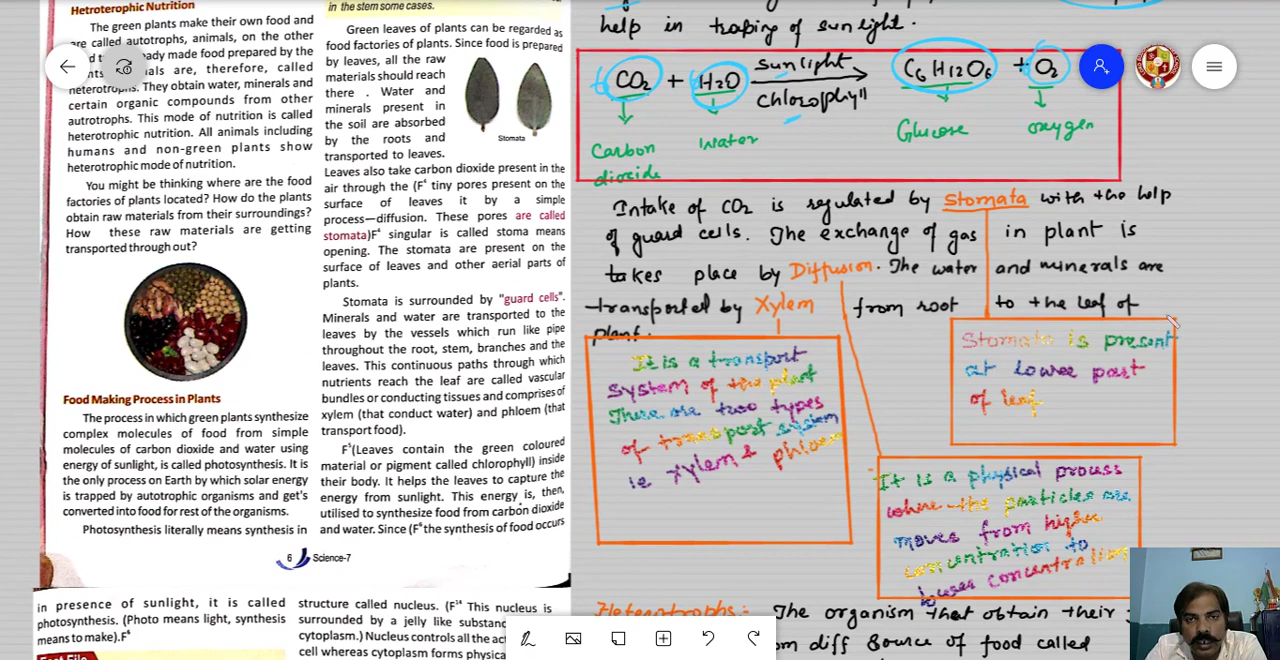 Hetroterophic Nutrition
The green plants make their own food and
are called autotrophs, animals, on the other
ready made food prepared by the
are, therefore, called
heterotrophs. They obtain water, minerals and
certain organic compounds from other
autrotrophs. This mode of nutrition is called
heterotrophic nutrition. All animals including
humans and non-green plants show
heterotrophic mode of nutrition.
You might be thinking where are the food
factories of plants located? How do the plants
obtain raw materials from their surroundings?
How these raw materials are getting
transported through out?
Food Making Process in Plants
The process in which green plants synthesize
complex molecules of food from simple
molecules of carbon dioxide and water using
energy of sunlight, is called photosynthesis. It is
the only process on Earth by which solar energy
is trapped by autotrophic organisms and get's
converted into food for rest of the organisms.
Photosynthesis literally means synthesis in
in the stem some cases.
Green leaves of plants can be regarded as
food factories of plants. Since food is prepared
by leaves, all the raw
materials should reach
there . Water and
minerals present in
the soil are absorbed
by the roots and
transported to leaves.
Stomata
Leaves also take carbon dioxide present in the
air through the (F⁴ tiny pores present on the
surface of leaves it by a simple
process—diffusion. These pores are called
stomata)F⁴ singular is called stoma means
opening. The stomata are present on the
surface of leaves and other aerial parts of
plants.
Stomata is surrounded by "guard cells".
Minerals and water are transported to the
leaves by the vessels which run like pipe
throughout the root, stem, branches and the
leaves. This continuous paths through which
nutrients reach the leaf are called vascular
bundles or conducting tissues and comprises of
xylem (that conduct water) and phloem (that
transport food).
F⁵(Leaves contain the green coloured
material or pigment called chlorophyll) inside
their body. It helps the leaves to capture the
energy from sunlight. This energy is, then,
utilised to synthesize food from carbon dioxide
and water. Since (F⁶ the synthesis of food occurs
6 Science-7
in presence of sunlight, it is called
photosynthesis. (Photo means light, synthesis
means to make).F⁶
Fact File
structure called nucleus. (F¹⁴ This nucleus is
surrounded by a jelly like
cytoplasm.) Nucleus controls all the
cell whereas cytoplasm forms
help in traping of sunlight.
CO2 + H2O sunlight chlorophyll C6H12O6 + O2
Carbon dioxide Water Glucose oxygen
Intake of CO2 is regulated by Stomata with the help
of guard cells. The exchange of gas in plant is
takes place by Diffusion. The water and minerals are
transported by Xylem from root to the leaf of
plant.
It is a transport
system of the plant
There are two types
of transport system
ie Xylem & phloem
Stomata is present
at lower part
of leaf
It is a physical process
where the particles are
moves from higher
concentration to
lower concentration
Heterotrophs: The organism that obtain their
diff source of food called